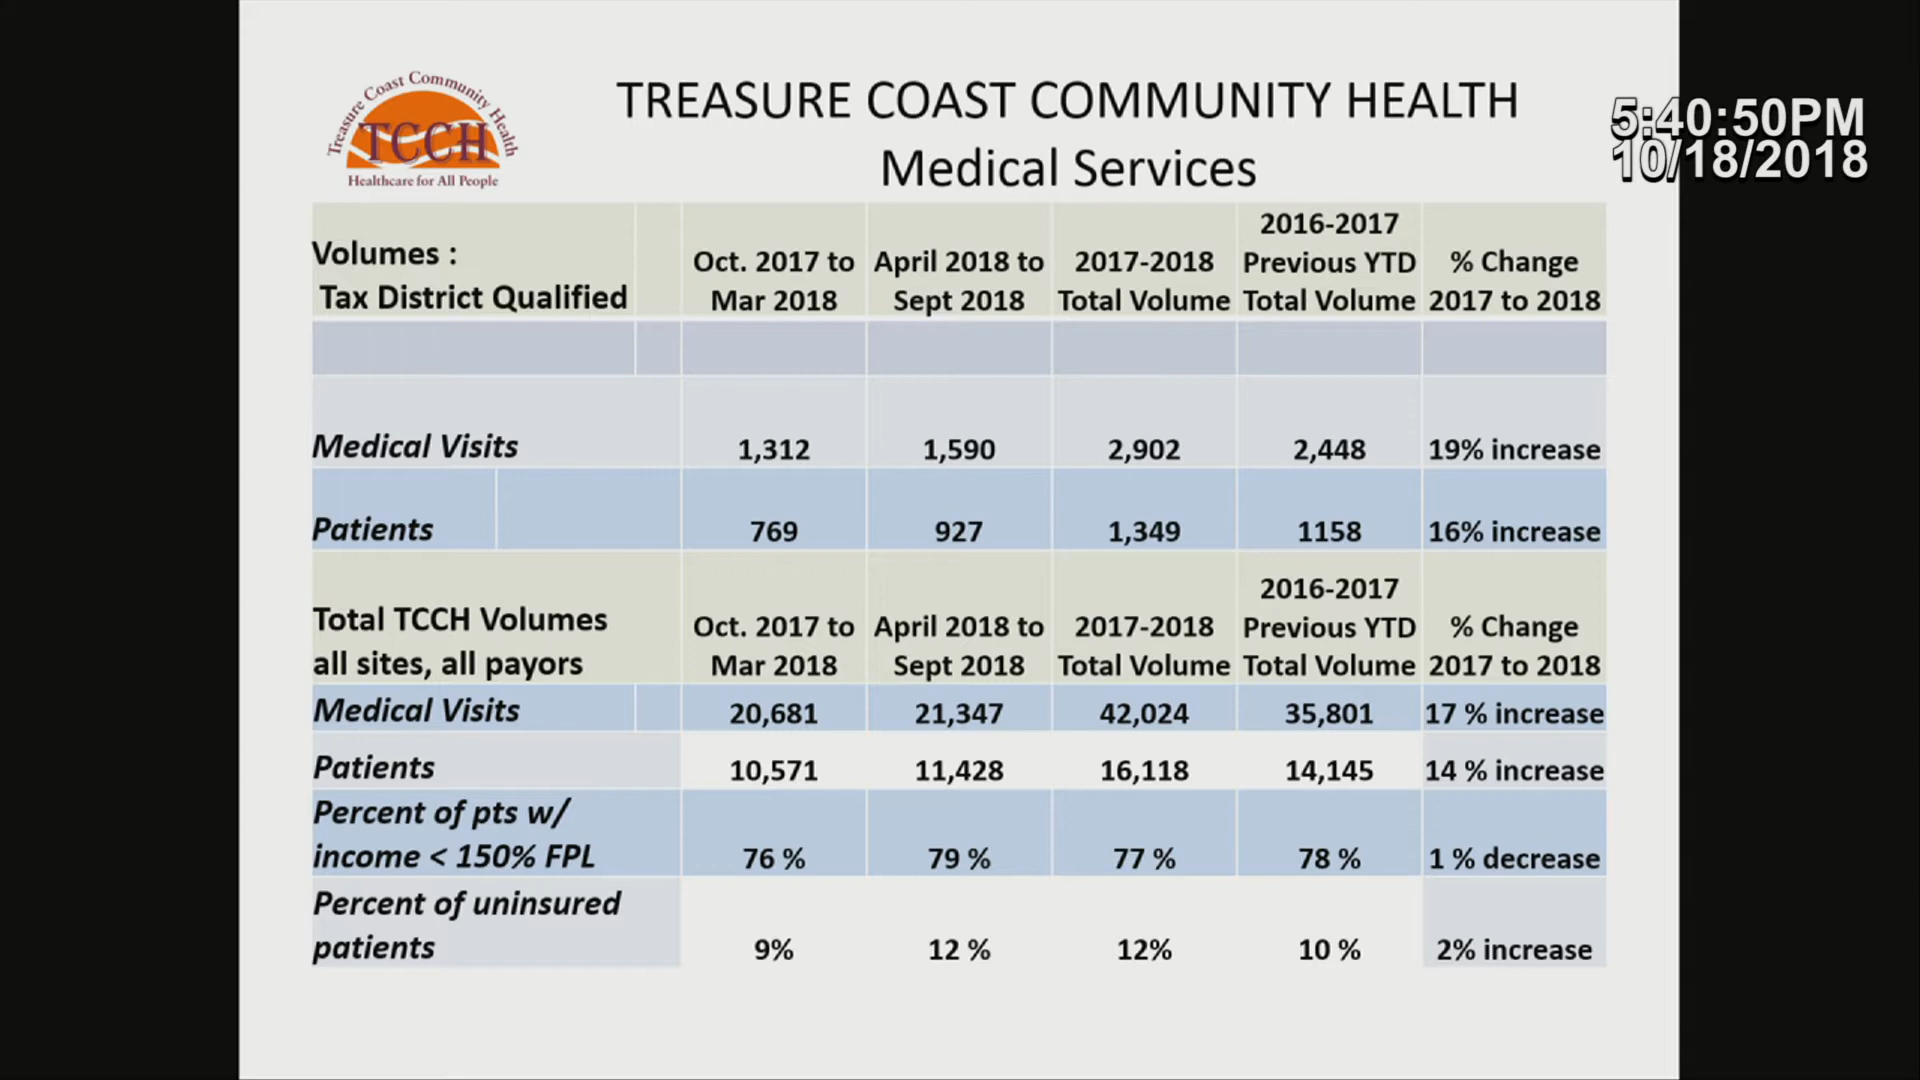 Treasure Coast Community Health
TCCH
Healthcare for All People
TREASURE COAST COMMUNITY HEALTH
Medical Services
5:40:50PM
10/18/2018
Volumes :
Tax District Qualified
Oct. 2017 to
Mar 2018
April 2018 to
Sept 2018
2017-2018
Total Volume
2016-2017
Previous YTD
Total Volume
% Change
2017 to 2018
Medical Visits 1,312 1,590 2,902 2,448 19% increase
Patients 769 927 1,349 1158 16% increase
Total TCCH Volumes
all sites, all payors
Oct. 2017 to
Mar 2018
April 2018 to
Sept 2018
2017-2018
Total Volume
2016-2017
Previous YTD
Total Volume
% Change
2017 to 2018
Medical Visits 20,681 21,347 42,024 35,801 17 % increase
Patients 10,571 11,428 16,118 14,145 14 % increase
Percent of pts w/
income < 150% FPL 76 % 79 % 77 % 78 % 1 % decrease
Percent of uninsured
patients 9% 12 % 12% 10 % 2% increase